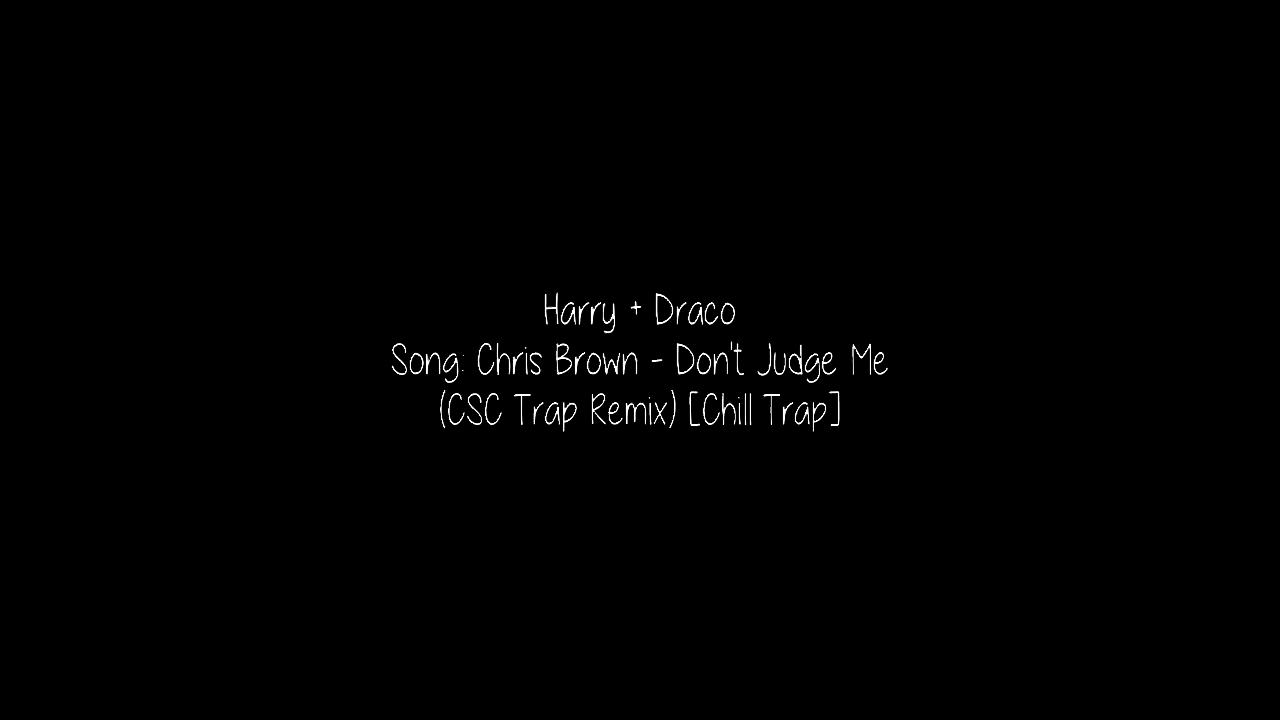 Harry + Draco
Song: Chris Brown - Don't Judge Me
(CSC Trap Remix) [Chill Trap]